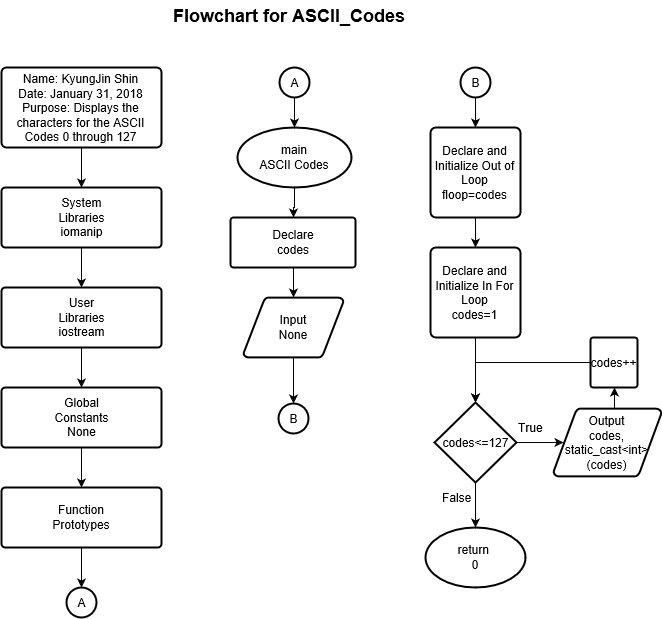 Flowchart for ASCII_Codes
Name: KyungJin Shin
Date: January 31, 2018
Purpose: Displays the
characters for the ASCII
Codes 0 through 127
System
Libraries
iomanip
User
Libraries
iostream
Global
Constants
None
Function
Prototypes
A
A
main
ASCII Codes
Declare
codes
Input
None
B
B
Declare and
Initialize Out of
Loop
floop=codes
Declare and
Initialize In For
Loop
codes=1
codes++
codes<=127
True
Output
codes,
static_cast<int>
(codes)
False
return
0